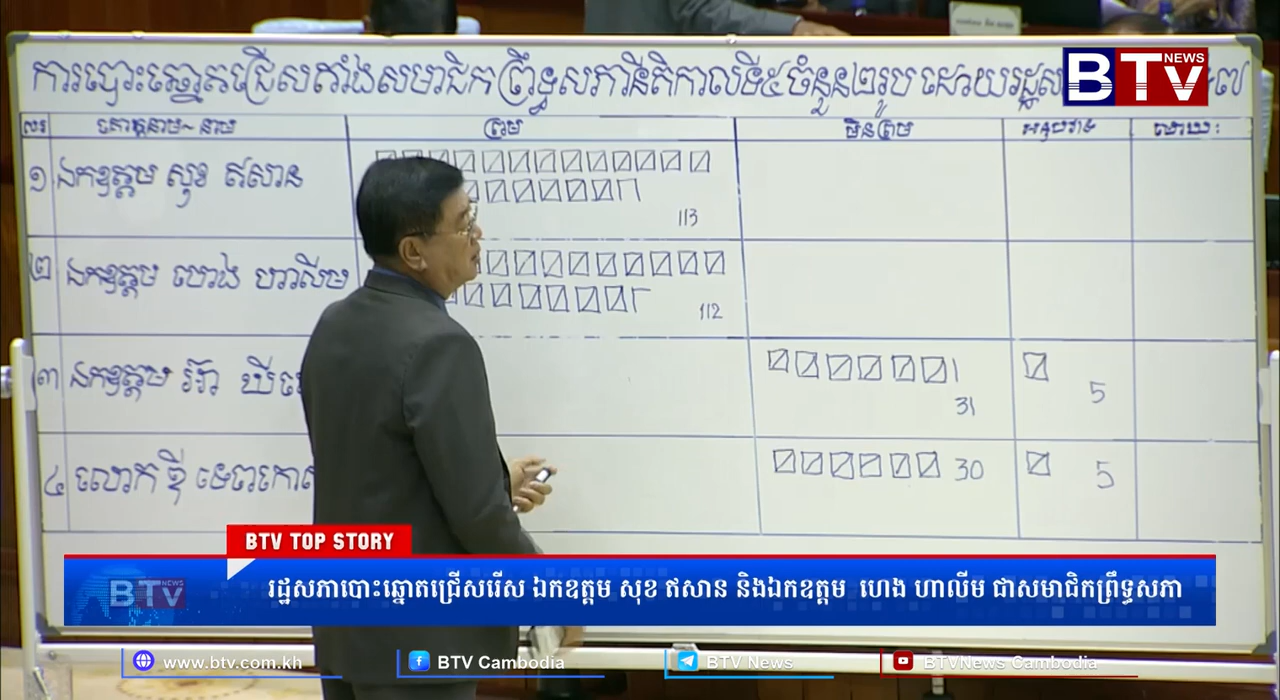 ការបោះឆ្នោតជ្រើសតាំងសមាជិកព្រឹទ្ធសភានីតិកាលទី៥ចំនួន២រូប ដោយរដ្ឋស
BTV NEWS
លរ គោត្តនាម~នាម ព្រម មិនព្រម អនុបវាទ មោឃៈ
១ ឯកឧត្តម សុខ ឥសាន
113
២ ឯកឧត្តម ហេង ហាលីម
112
៣ ឯកឧត្តម
31 5
៤ លោក ឌី
30 5
BTV TOP STORY
BTV NEWS
រដ្ឋសភាបោះឆ្នោតជ្រើសរើស ឯកឧត្តម សុខ ឥសាន និងឯកឧត្តម ហេង ហាលីម ជាសមាជិកព្រឹទ្ធសភា
www.btv.com.kh BTV Cambodia BTV News BTVNews Cambodia